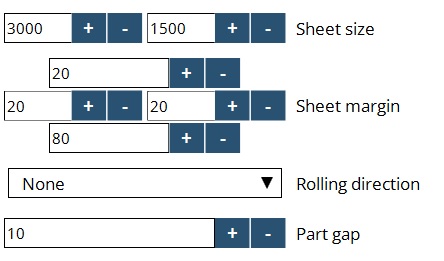 3000 + - 1500 + - Sheet size
20 + -
20 + - 20 + - Sheet margin
80 + -
None ▼ Rolling direction
10 + - Part gap